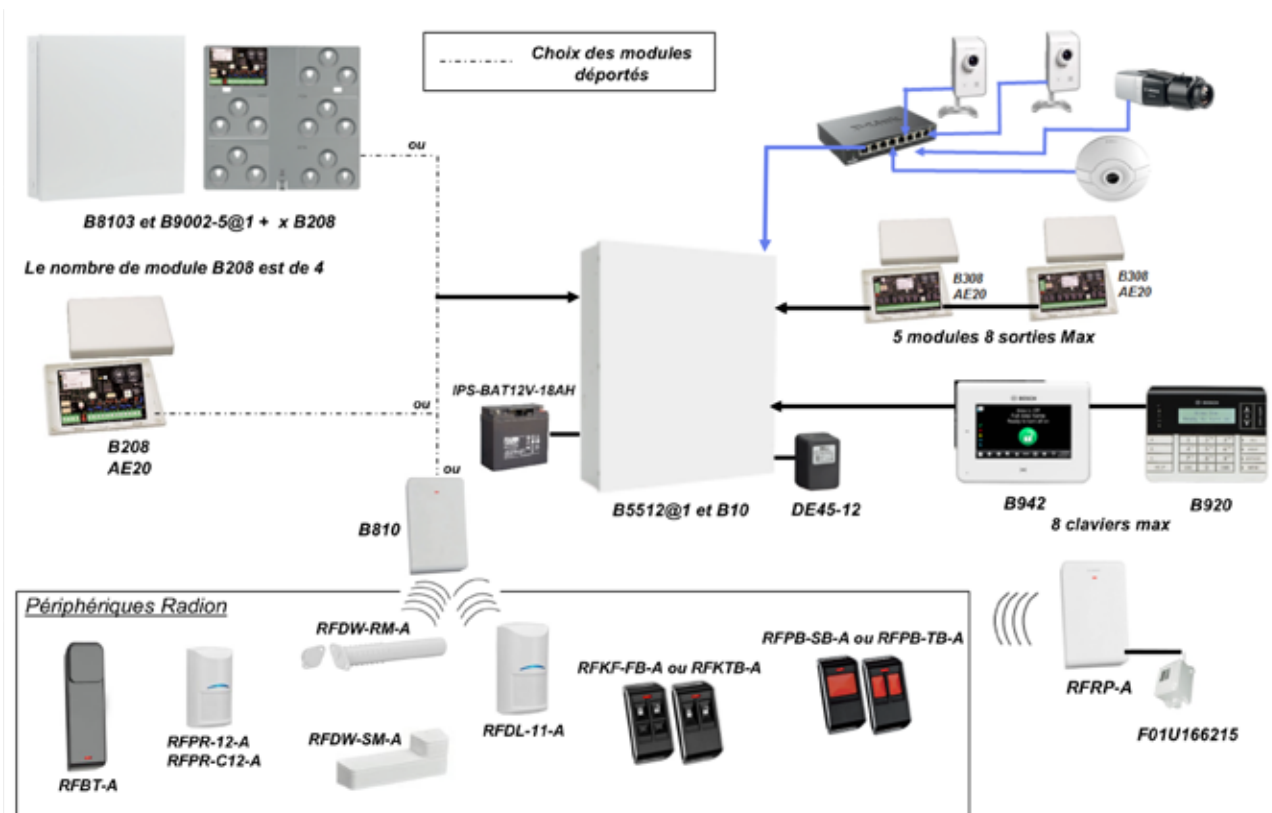 Choix des modules
déportés
ou
B8103 et B9002-5@1 + x B208
Le nombre de module B208 est de 4
B308
AE20
B308
AE20
5 modules 8 sorties Max
IPS-BAT12V-18AH
ou
B208
AE20
ou
B810
B5512@1 et B10
DE45-12
B942
B920
8 claviers max
Périphériques Radion
RFDW-RM-A
RFPB-SB-A ou RFPB-TB-A
RFKF-FB-A ou RFKTB-A
RFRP-A
RFPR-12-A
RFPR-C12-A
RFDL-11-A
RFDW-SM-A
F01U166215
RFBT-A